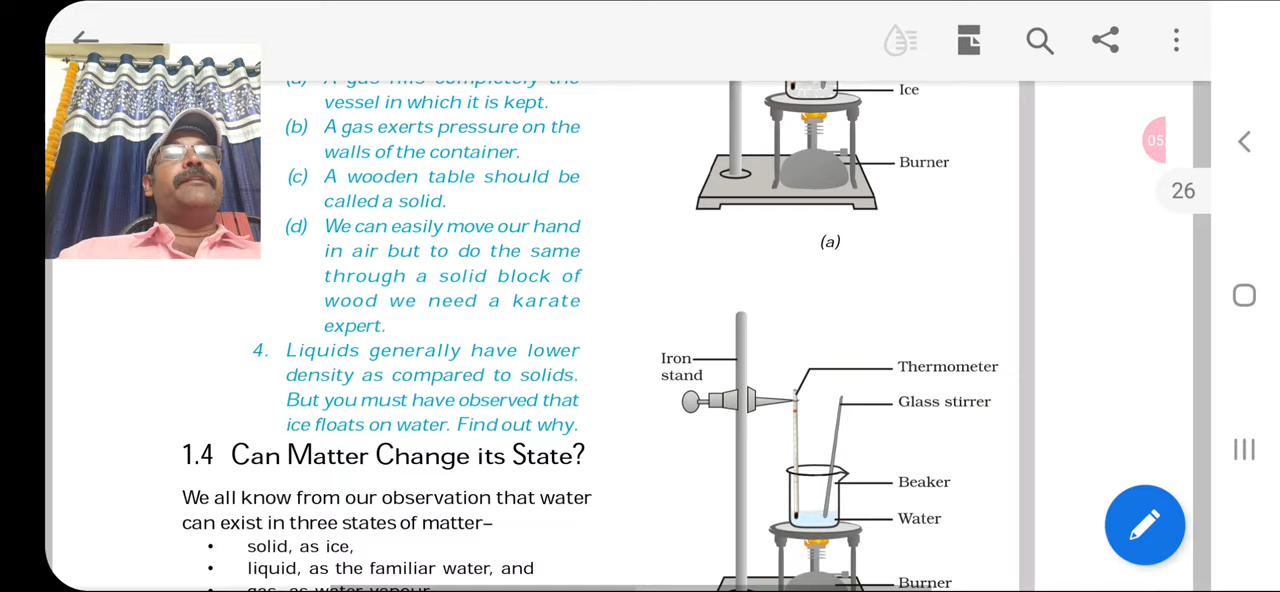 vessel in which it is kept.
(b) A gas exerts pressure on the
walls of the container.
(c) A wooden table should be
called a solid.
(d) We can easily move our hand
in air but to do the same
through a solid block of
wood we need a karate
expert.
4. Liquids generally have lower
density as compared to solids.
But you must have observed that
ice floats on water. Find out why.
1.4 Can Matter Change its State?
We all know from our observation that water
can exist in three states of matter–
• solid, as ice,
• liquid, as the familiar water, and
Ice
Burner
(a)
Iron
stand
Thermometer
Glass stirrer
Beaker
Water
Burner
05
26